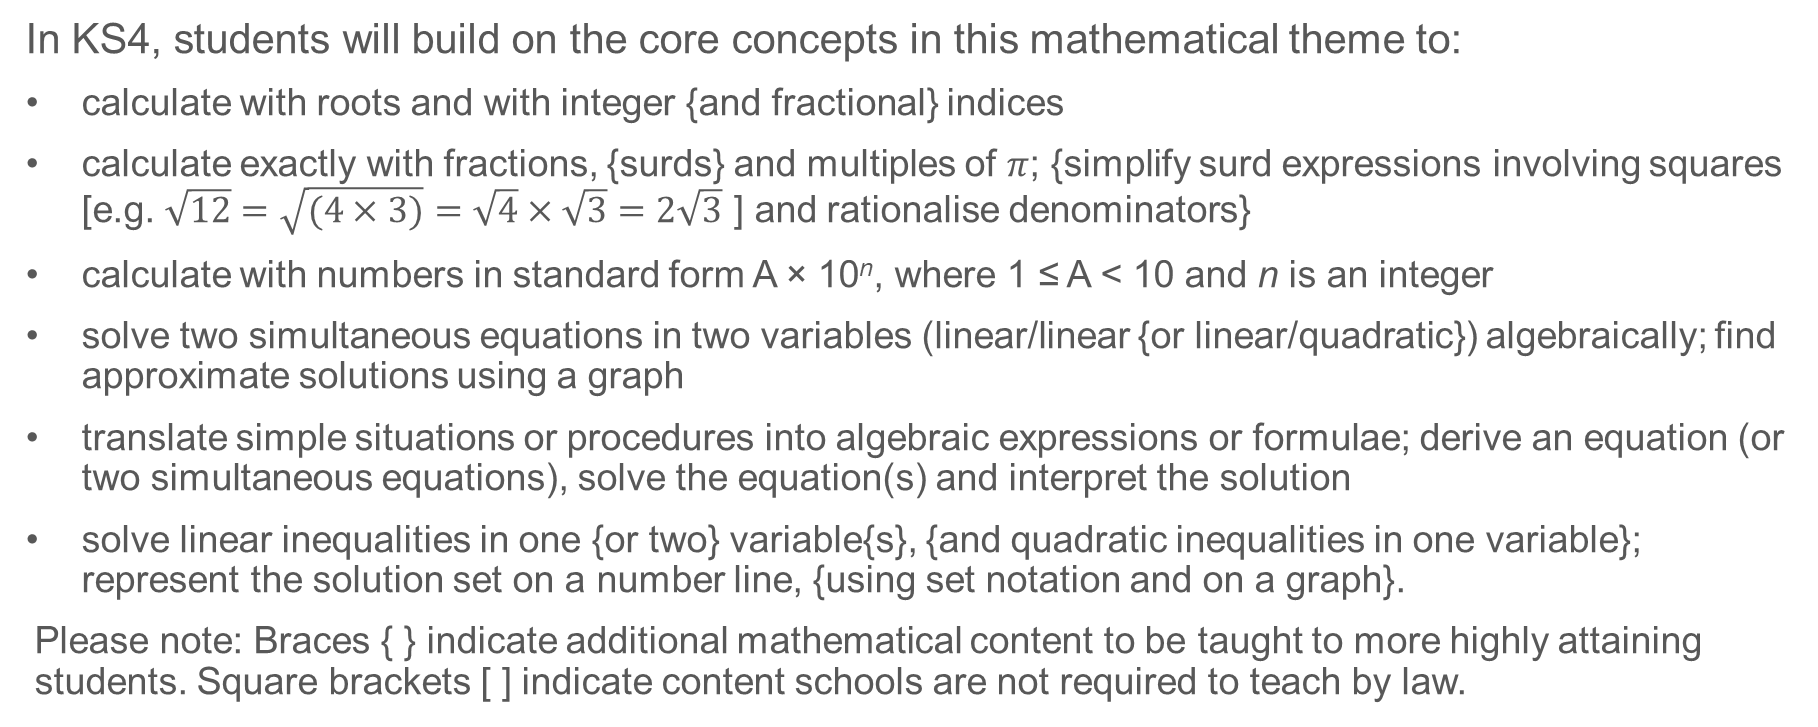 In KS4, students will build on the core concepts in this mathematical theme to:
• calculate with roots and with integer {and fractional} indices
• calculate exactly with fractions, {surds} and multiples of π; {simplify surd expressions involving squares
[e.g. √12 = √(4 × 3) = √4 × √3 = 2√3 ] and rationalise denominators}
• calculate with numbers in standard form A × 10ⁿ, where 1 ≤ A < 10 and n is an integer
• solve two simultaneous equations in two variables (linear/linear {or linear/quadratic}) algebraically; find
approximate solutions using a graph
• translate simple situations or procedures into algebraic expressions or formulae; derive an equation (or
two simultaneous equations), solve the equation(s) and interpret the solution
• solve linear inequalities in one {or two} variable{s}, {and quadratic inequalities in one variable};
represent the solution set on a number line, {using set notation and on a graph}.
Please note: Braces { } indicate additional mathematical content to be taught to more highly attaining
students. Square brackets [ ] indicate content schools are not required to teach by law.